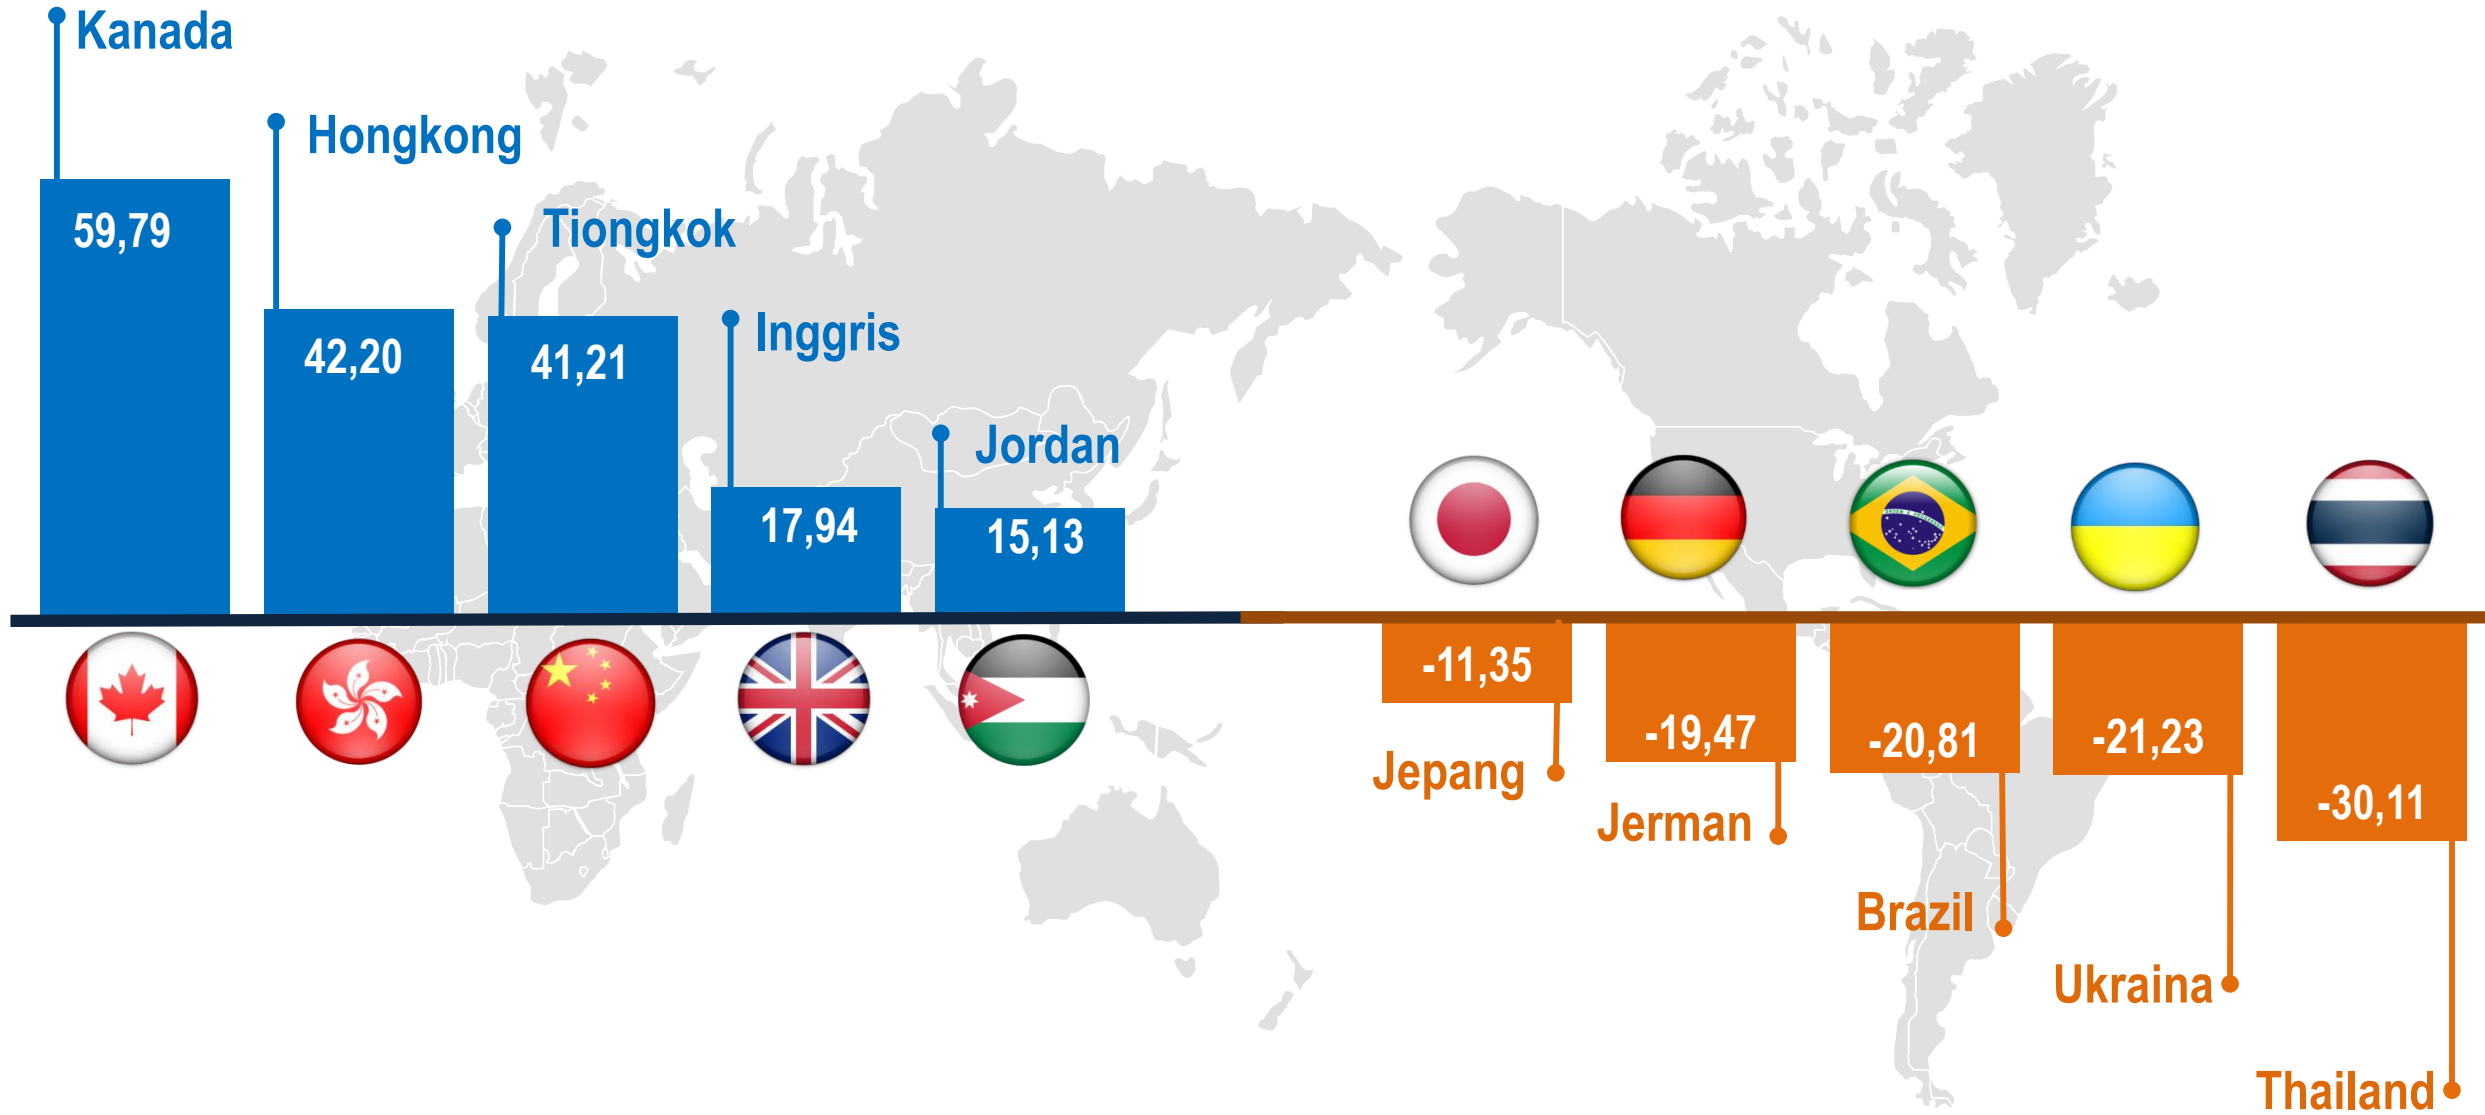 Kanada
59,79
Hongkong
42,20
Tiongkok
41,21
Inggris
17,94
Jordan
15,13
-11,35
Jepang
-19,47
Jerman
-20,81
Brazil
-21,23
Ukraina
-30,11
Thailand